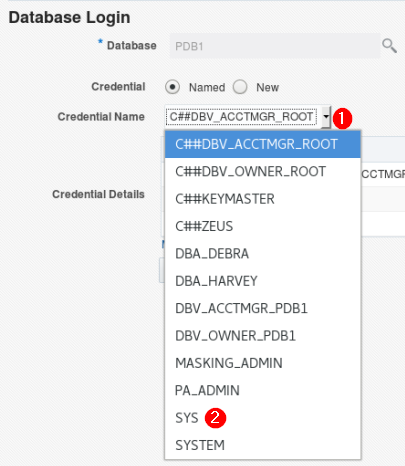 Database Login
* Database PDB1
Credential Named New
Credential Name C##DBV_ACCTMGR_ROOT 1
C##DBV_ACCTMGR_ROOT
C##DBV_OWNER_ROOT
CCTMGR
C##KEYMASTER
Credential Details
C##ZEUS
DBA_DEBRA
DBA_HARVEY
DBV_ACCTMGR_PDB1
DBV_OWNER_PDB1
MASKING_ADMIN
PA_ADMIN
SYS 2
SYSTEM